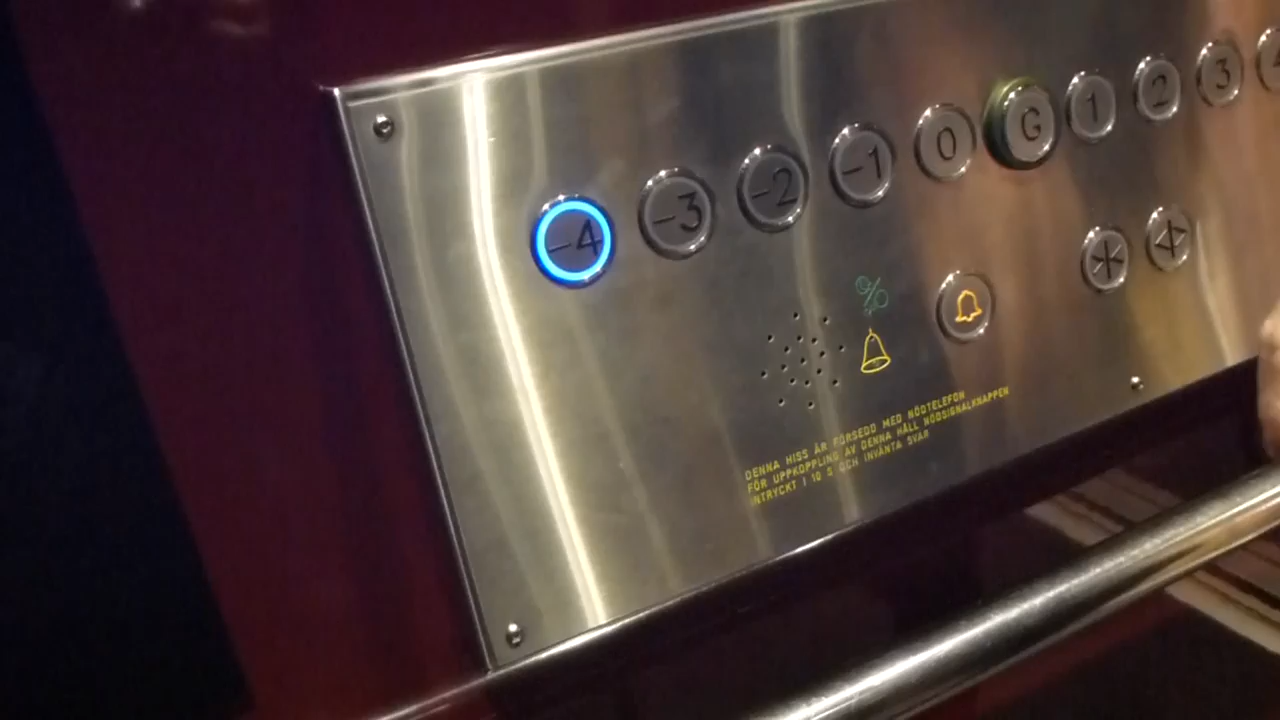 -4 -3 -2 -1 0 G 1 2 3 4
DENNA HISS ÄR FÖRSEDD MED NÖDTELEFON
FÖR UPPKOPPLING AV DENNA HÅLL NÖDSIGNALKNAPPEN
INTRYCKT I 10 S OCH INVÄNTA SVAR